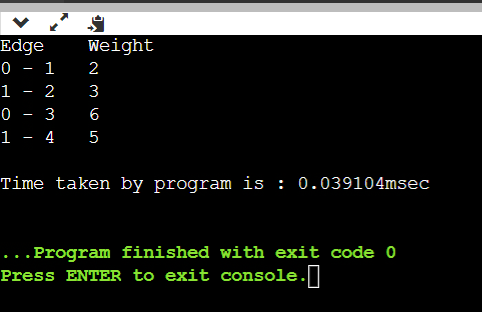 Edge    Weight
0 - 1   2
1 - 2   3
0 - 3   6
1 - 4   5
Time taken by program is : 0.039104msec
...Program finished with exit code 0
Press ENTER to exit console.